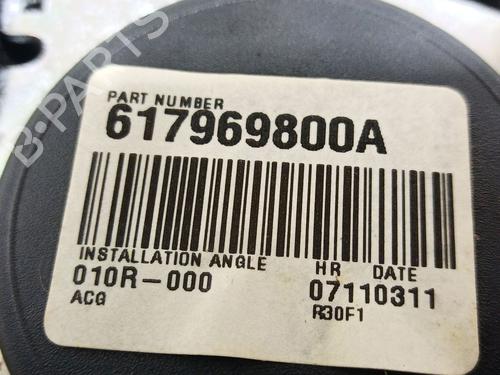 B-PARTS
PART NUMBER
617969800A
INSTALLATION ANGLE HR DATE
010R-000 07110311
ACG R30F1